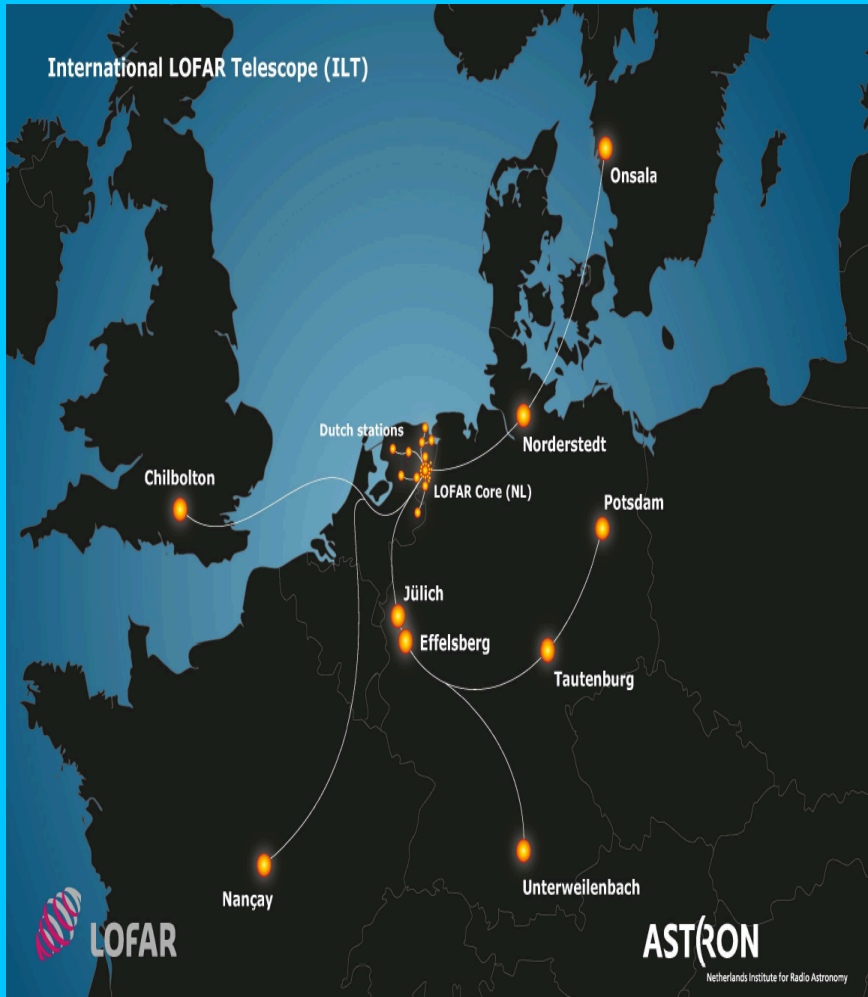 International LOFAR Telescope (ILT)
Onsala
Dutch stations
Norderstedt
Chilbolton
LOFAR Core (NL)
Potsdam
Jülich
Effelsberg
Tautenburg
Unterweilenbach
Nançay
LOFAR
ASTRON
Netherlands Institute for Radio Astronomy